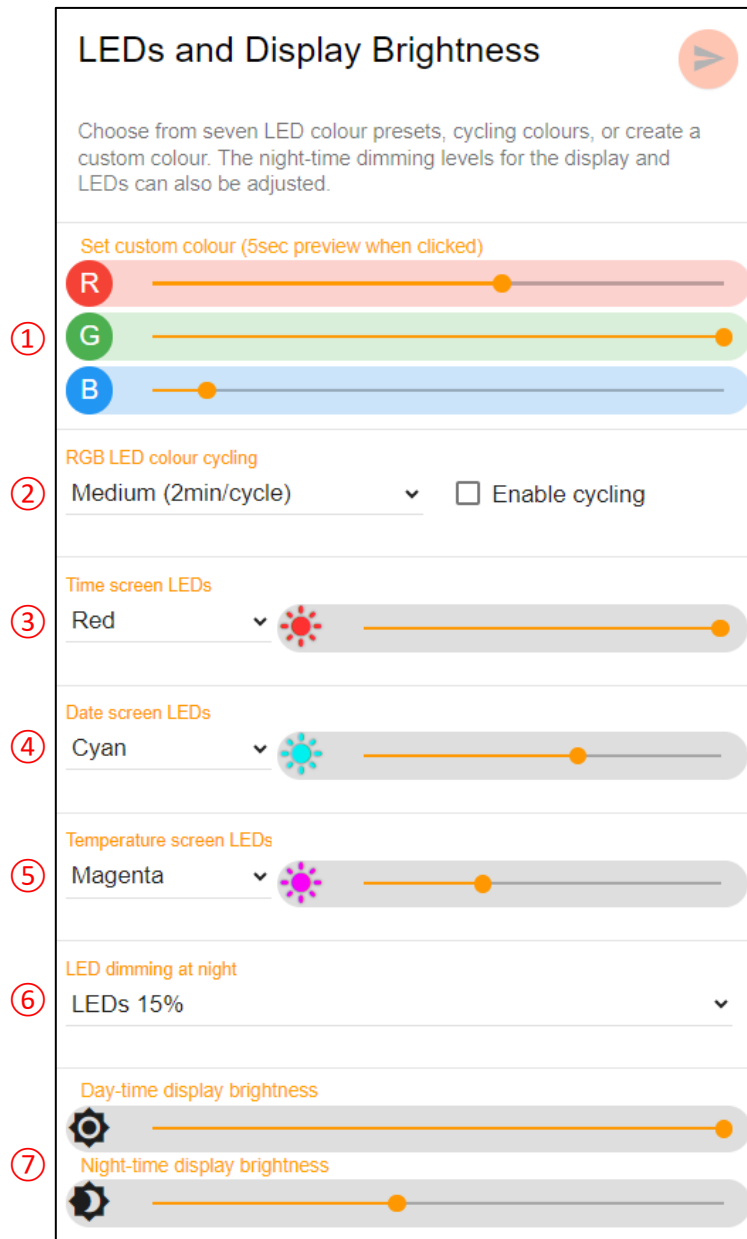 LEDs and Display Brightness
Choose from seven LED colour presets, cycling colours, or create a
custom colour. The night-time dimming levels for the display and
LEDs can also be adjusted.
Set custom colour (5sec preview when clicked)
R
① G
B
RGB LED colour cycling
② Medium (2min/cycle) Enable cycling
Time screen LEDs
③ Red
Date screen LEDs
④ Cyan
Temperature screen LEDs
⑤ Magenta
LED dimming at night
⑥ LEDs 15%
Day-time display brightness
⑦ Night-time display brightness